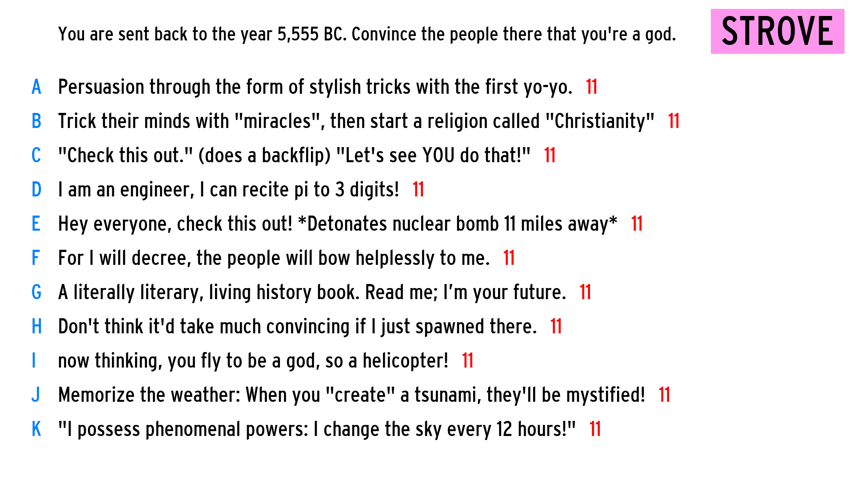 You are sent back to the year 5,555 BC. Convince the people there that you're a god.
STROVE
A Persuasion through the form of stylish tricks with the first yo-yo. 11
B Trick their minds with "miracles", then start a religion called "Christianity" 11
C "Check this out." (does a backflip) "Let's see YOU do that!" 11
D I am an engineer, I can recite pi to 3 digits! 11
E Hey everyone, check this out! *Detonates nuclear bomb 11 miles away* 11
F For I will decree, the people will bow helplessly to me. 11
G A literally literary, living history book. Read me; I’m your future. 11
H Don't think it'd take much convincing if I just spawned there. 11
I now thinking, you fly to be a god, so a helicopter! 11
J Memorize the weather: When you "create" a tsunami, they'll be mystified! 11
K "I possess phenomenal powers: I change the sky every 12 hours!" 11